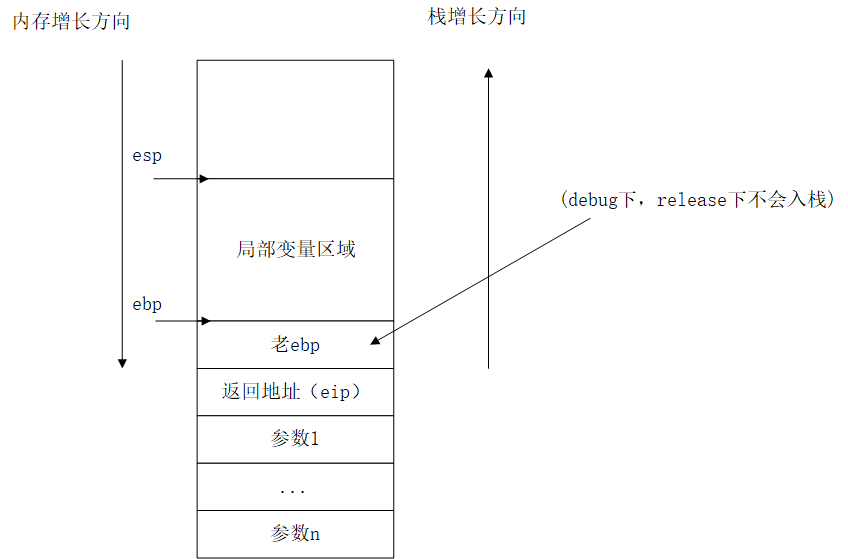 内存增长方向
栈增长方向
esp
(debug下，release下不会入栈)
局部变量区域
ebp
老ebp
返回地址（eip）
参数1
...
参数n